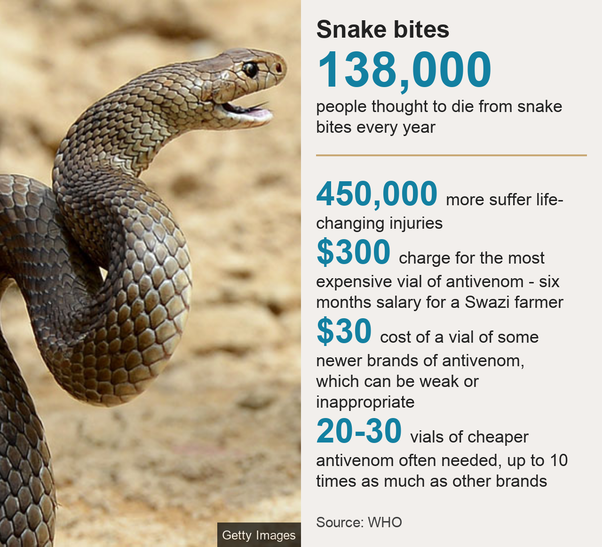 Snake bites
138,000
people thought to die from snake
bites every year
450,000 more suffer life-
changing injuries
$300 charge for the most
expensive vial of antivenom - six
months salary for a Swazi farmer
$30 cost of a vial of some
newer brands of antivenom,
which can be weak or
inappropriate
20-30 vials of cheaper
antivenom often needed, up to 10
times as much as other brands
Source: WHO
Getty Images